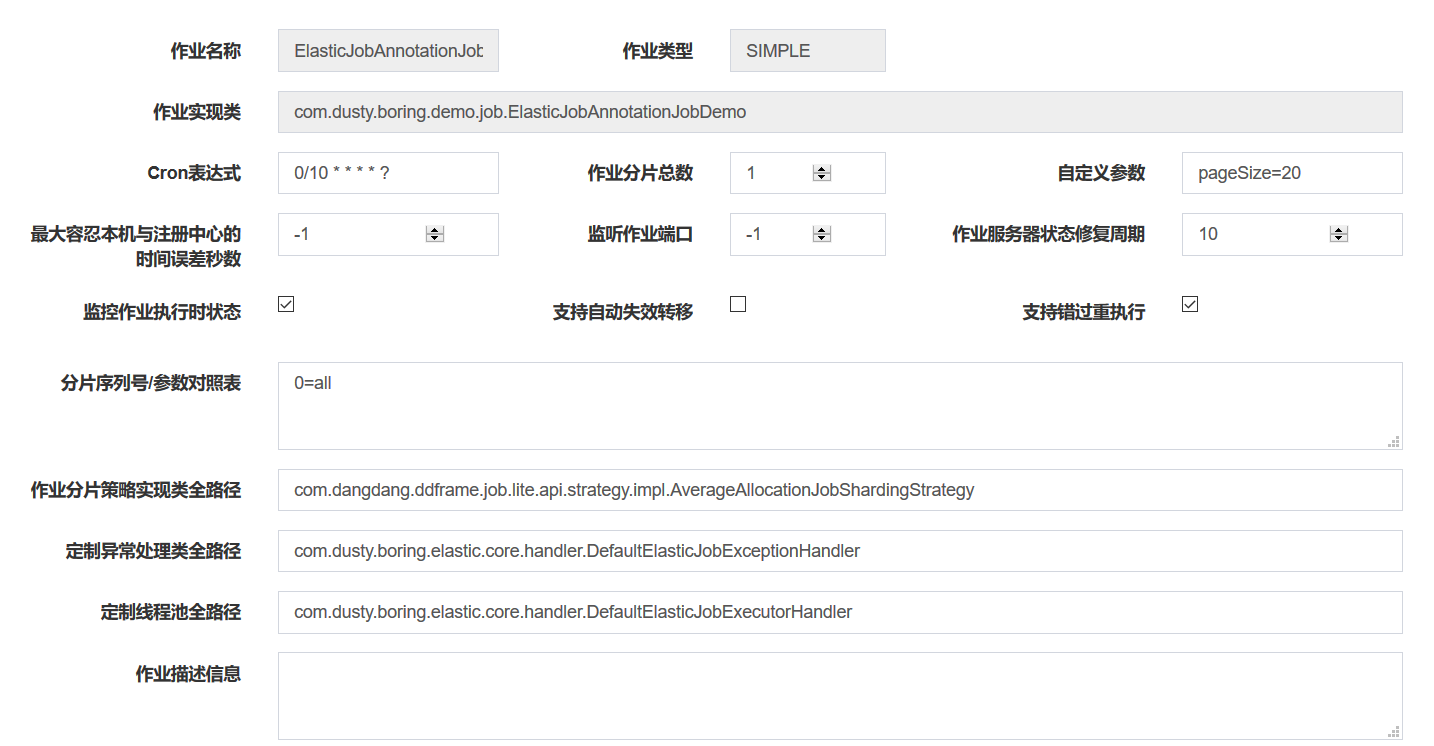 作业名称 ElasticJobAnnotationJob 作业类型 SIMPLE
作业实现类 com.dusty.boring.demo.job.ElasticJobAnnotationJobDemo
Cron表达式 0/10 * * * * ? 作业分片总数 1 自定义参数 pageSize=20
最大容忍本机与注册中心的 -1 监听作业端口 -1 作业服务器状态修复周期 10
时间误差秒数
监控作业执行时状态 支持自动失效转移 支持错过重执行
分片序列号/参数对照表 0=all
作业分片策略实现类全路径 com.dangdang.ddframe.job.lite.api.strategy.impl.AverageAllocationJobShardingStrategy
定制异常处理类全路径 com.dusty.boring.elastic.core.handler.DefaultElasticJobExceptionHandler
定制线程池全路径 com.dusty.boring.elastic.core.handler.DefaultElasticJobExecutorHandler
作业描述信息